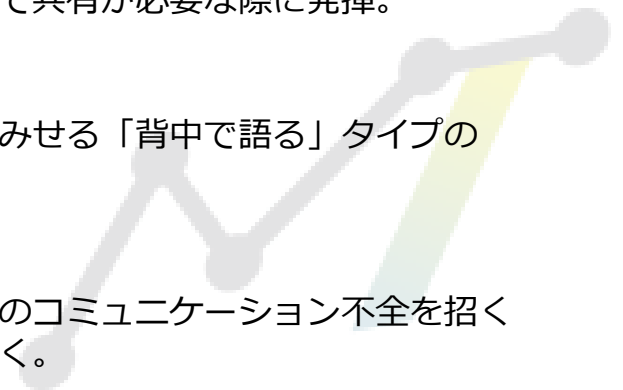 で共有が必要な際に発揮。
みせる「背中で語る」タイプの
のコミュニケーション不全を招く
く。